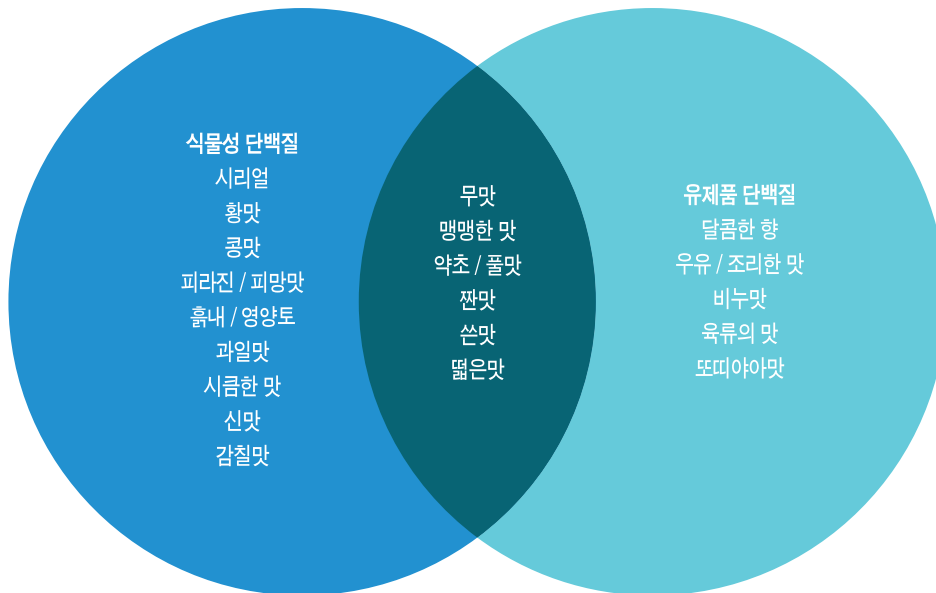 식물성 단백질
시리얼
황맛
콩맛
피라진 / 피망맛
흙내 / 영양토
과일맛
시큼한 맛
신맛
감칠맛
무맛
맹맹한 맛
약초 / 풀맛
짠맛
쓴맛
떫은맛
유제품 단백질
달콤한 향
우유 / 조리한 맛
비누맛
육류의 맛
또띠야아맛